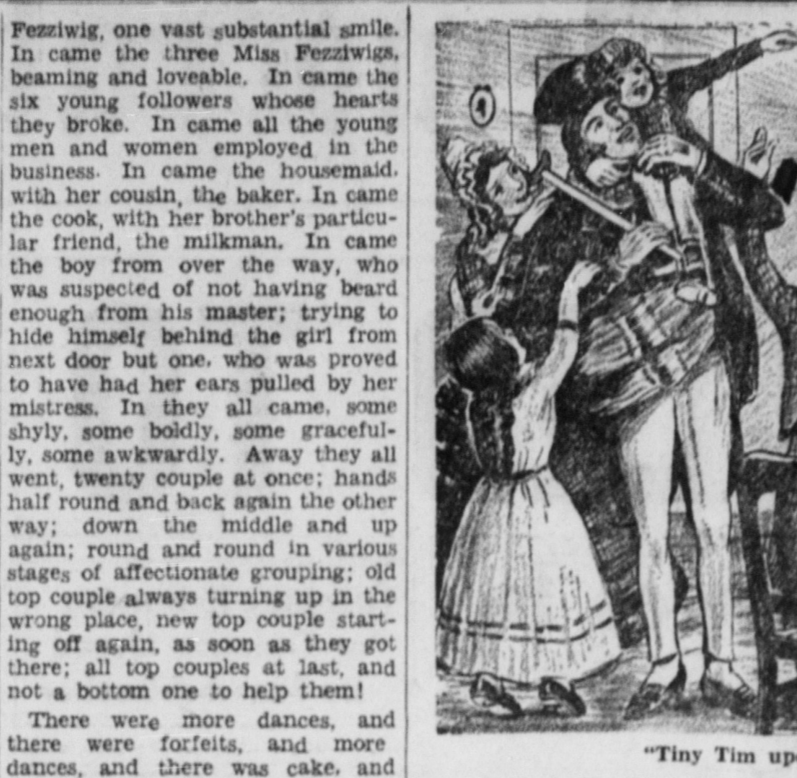 Fezziwig, one vast substantial smile.
In came the three Miss Fezziwigs,
beaming and loveable. In came the
six young followers whose hearts
they broke. In came all the young
men and women employed in the
business. In came the housemaid,
with her cousin, the baker. In came
the cook, with her brother's particu-
lar friend, the milkman. In came
the boy from over the way, who
was suspected of not having beard
enough from his master; trying to
hide himself behind the girl from
next door but one, who was proved
to have had her ears pulled by her
mistress. In they all came, some
shyly, some boldly, some graceful-
ly, some awkwardly. Away they all
went, twenty couple at once; hands
half round and back again the other
way; down the middle and up
again; round and round in various
stages of affectionate grouping; old
top couple always turning up in the
wrong place, new top couple start-
ing off again, as soon as they got
there; all top couples at last, and
not a bottom one to help them!
There were more dances, and
there were forfeits, and more
dances, and there was cake, and
"Tiny Tim up-